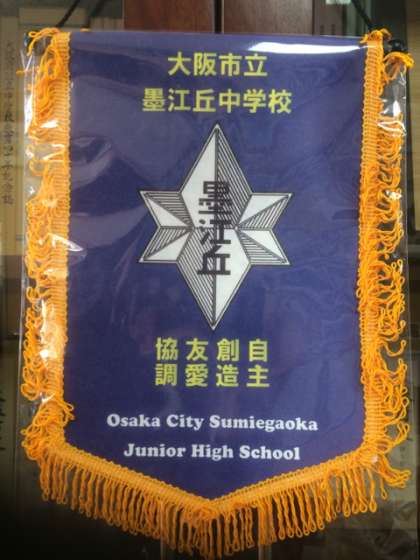 大阪市立
墨江丘中学校
墨江丘
自主
創造
友愛
協調
Osaka City Sumiegaoka
Junior High School